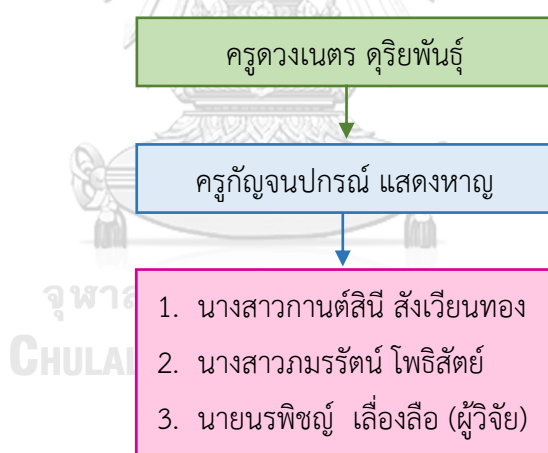 ครูดวงเนตร ดุริยพันธุ์
ครูกัญจนปกรณ์ แสดงหาญ
1. นางสาวกานต์สินี สังเวียนทอง
2. นางสาวภมรรัตน์ โพธิสัตย์
3. นายนรพิชญ์ เลื่องลือ (ผู้วิจัย)